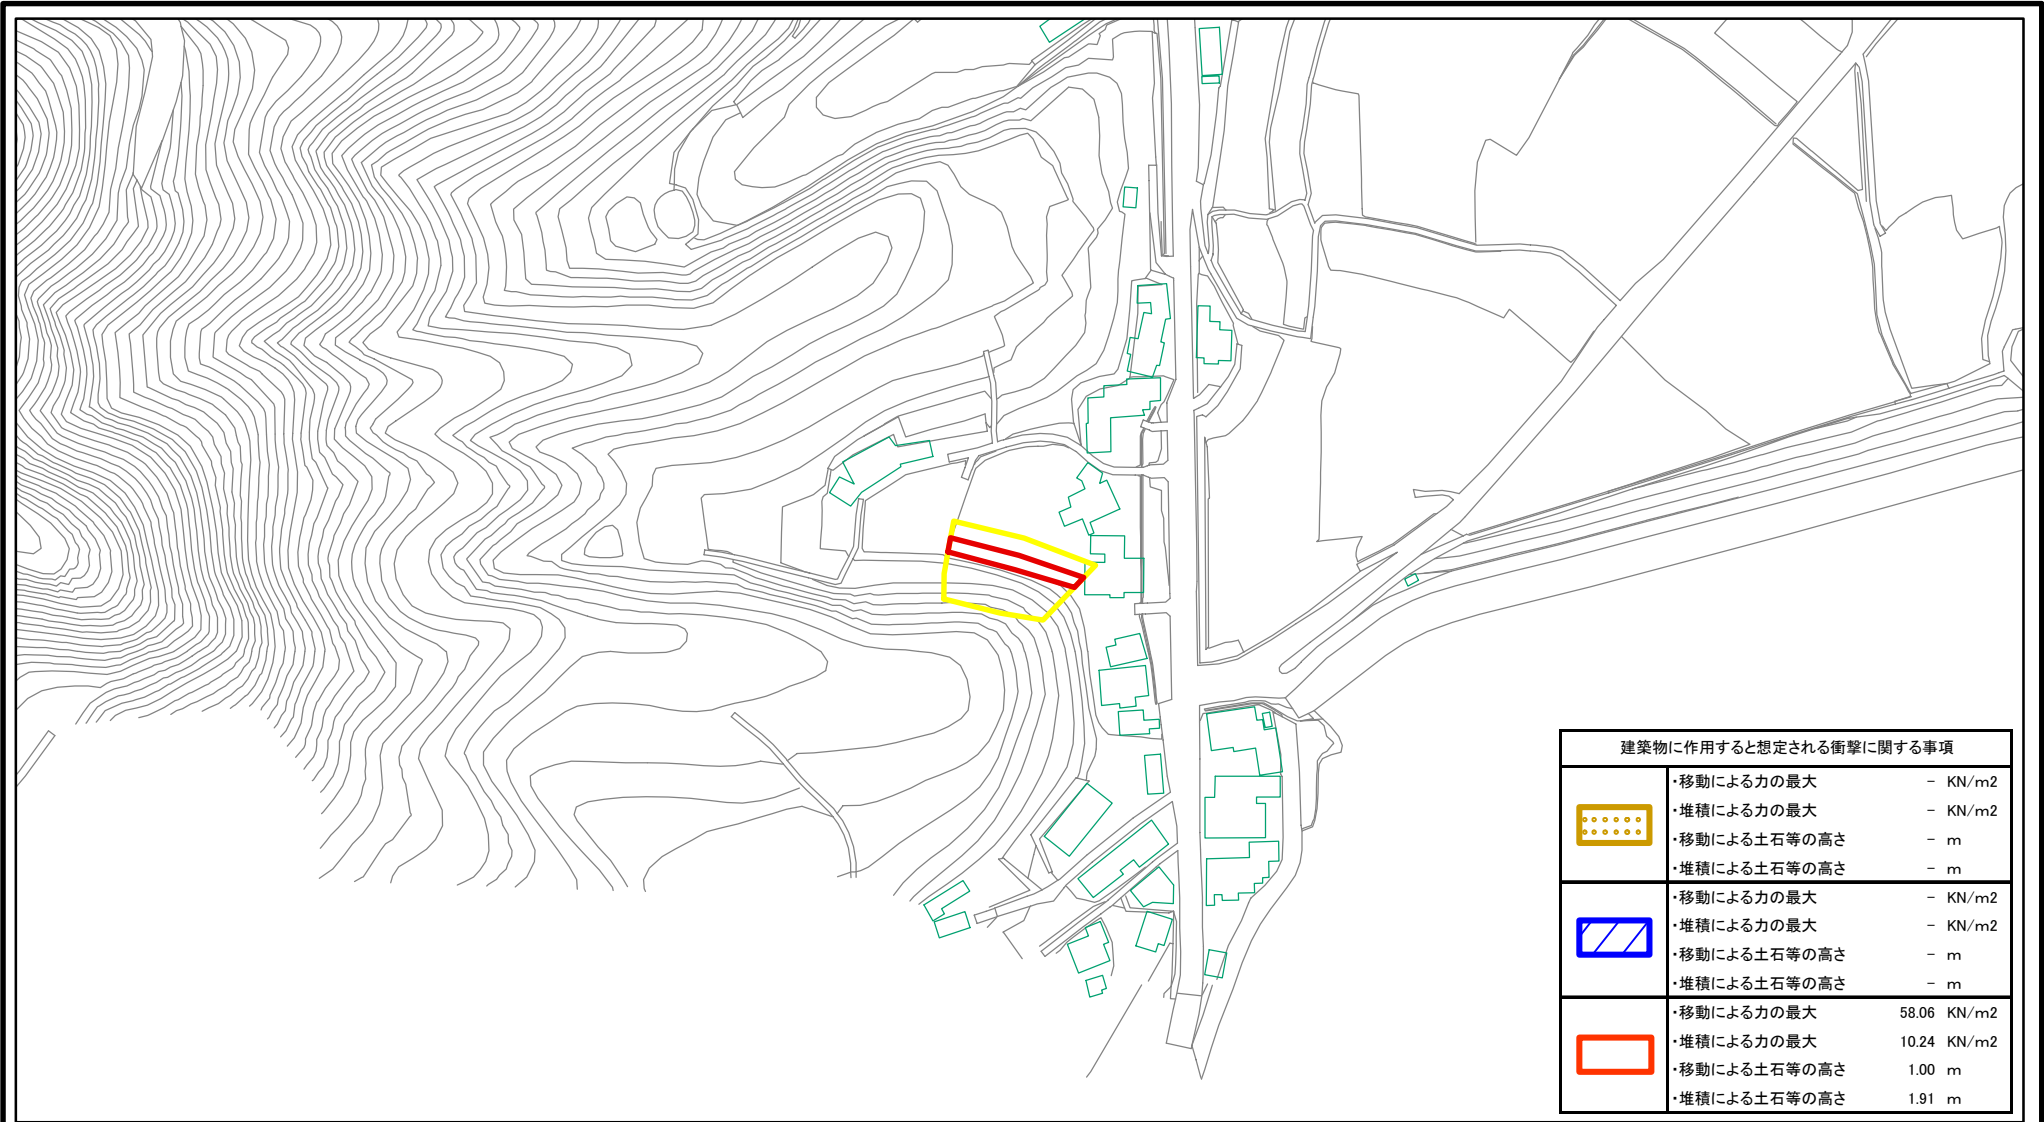 建築物に作用すると想定される衝撃に関する事項
・移動による力の最大 － KN/m2
・堆積による力の最大 － KN/m2
・移動による土石等の高さ － m
・堆積による土石等の高さ － m
・移動による力の最大 － KN/m2
・堆積による力の最大 － KN/m2
・移動による土石等の高さ － m
・堆積による土石等の高さ － m
・移動による力の最大 58.06 KN/m2
・堆積による力の最大 10.24 KN/m2
・移動による土石等の高さ 1.00 m
・堆積による土石等の高さ 1.91 m